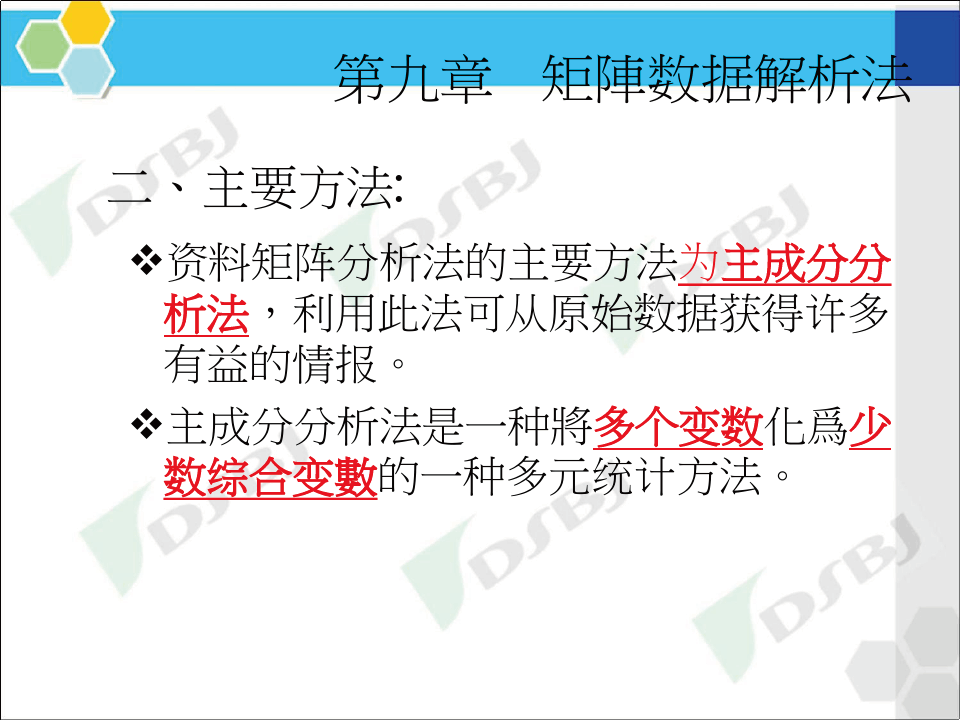 第九章 矩陣数据解析法
二、主要方法:
❖资料矩阵分析法的主要方法为主成分分
析法，利用此法可从原始数据获得许多
有益的情报。
❖主成分分析法是一种將多个变数化爲少
数综合变數的一种多元统计方法。
DSBJ
DSBJ
DSBJ
DSBJ
DSBJ
DSBJ